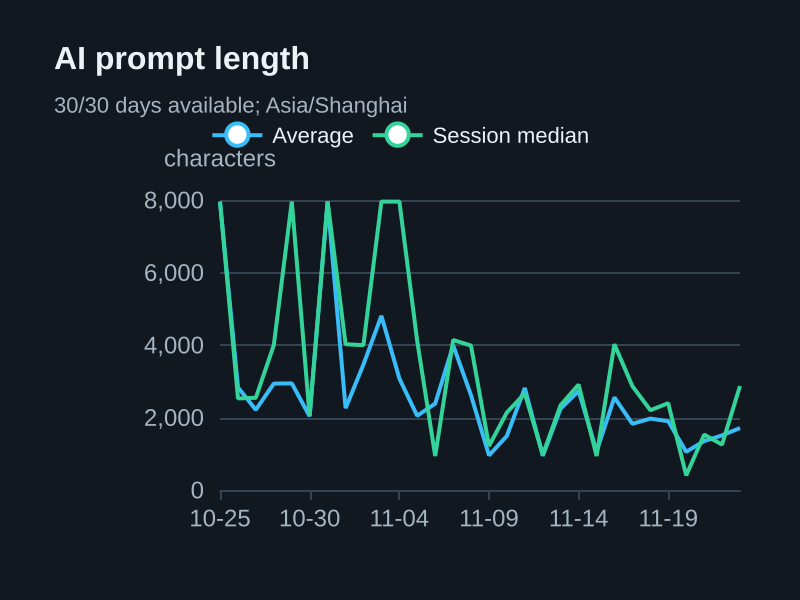 AI prompt length
30/30 days available; Asia/Shanghai
Average Session median
characters
8,000
6,000
4,000
2,000
0
10-25 10-30 11-04 11-09 11-14 11-19